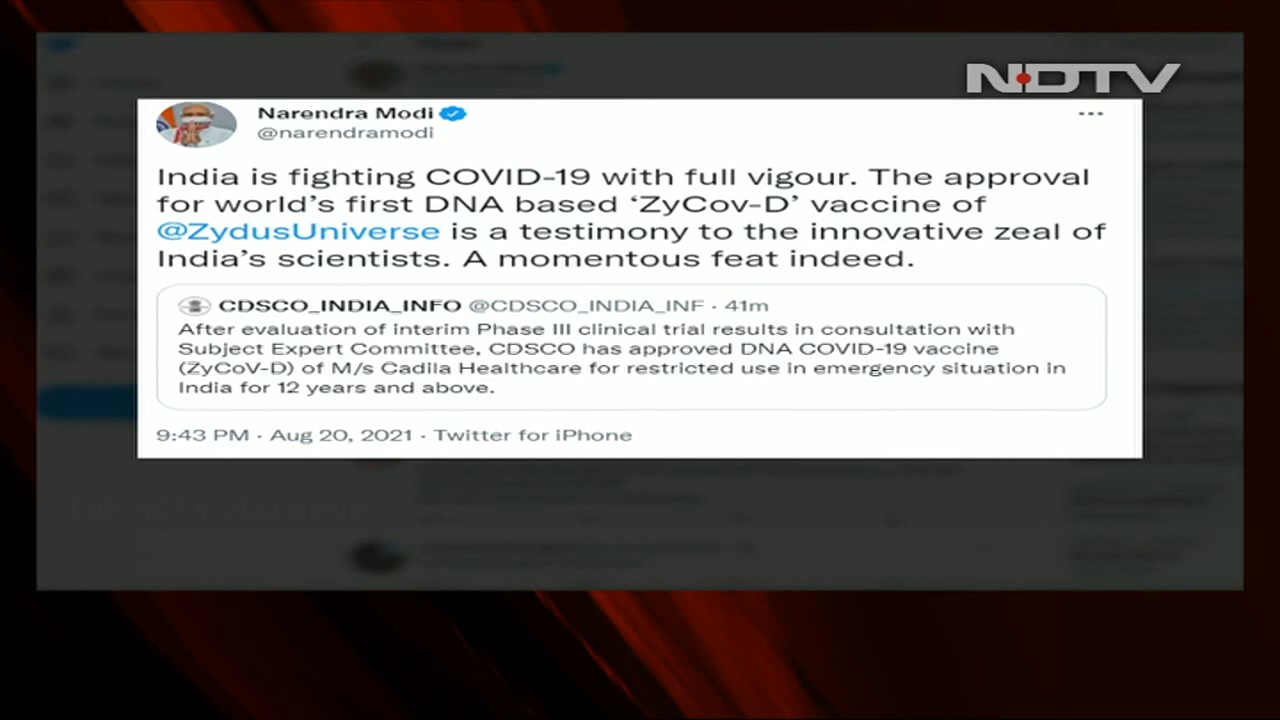 NDTV
Narendra Modi
@narendramodi
India is fighting COVID-19 with full vigour. The approval
for world's first DNA based ‘ZyCov-D’ vaccine of
@ZydusUniverse is a testimony to the innovative zeal of
India's scientists. A momentous feat indeed.
CDSCO_INDIA_INFO @CDSCO_INDIA_INF · 41m
After evaluation of interim Phase III clinical trial results in consultation with
Subject Expert Committee, CDSCO has approved DNA COVID-19 vaccine
(ZyCoV-D) of M/s Cadila Healthcare for restricted use in emergency situation in
India for 12 years and above.
9:43 PM · Aug 20, 2021 · Twitter for iPhone